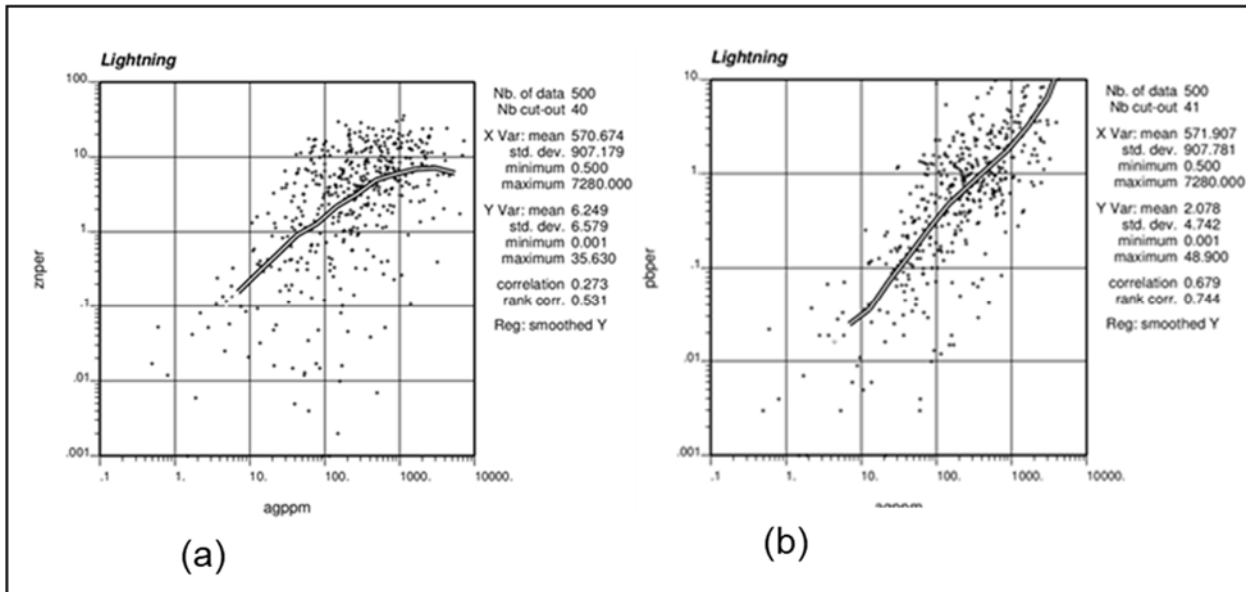 Lightning
100.
10.
1.
.1
.01
.001
znper
.1
1.
10.
100.
1000.
10000.
agppm
Nb. of data 500
Nb cut-out 40
X Var: mean 570.674
std. dev. 907.179
minimum 0.500
maximum 7280.000
Y Var: mean 6.249
std. dev. 6.579
minimum 0.001
maximum 35.630
correlation 0.273
rank corr. 0.531
Reg: smoothed Y
(a)
Lightning
10.
1.
.1
.01
.001
pbper
.1
1.
10.
100.
1000.
10000.
agppm
Nb. of data 500
Nb cut-out 41
X Var: mean 571.907
std. dev. 907.781
minimum 0.500
maximum 7280.000
Y Var: mean 2.078
std. dev. 4.742
minimum 0.001
maximum 48.900
correlation 0.679
rank corr. 0.744
Reg: smoothed Y
(b)